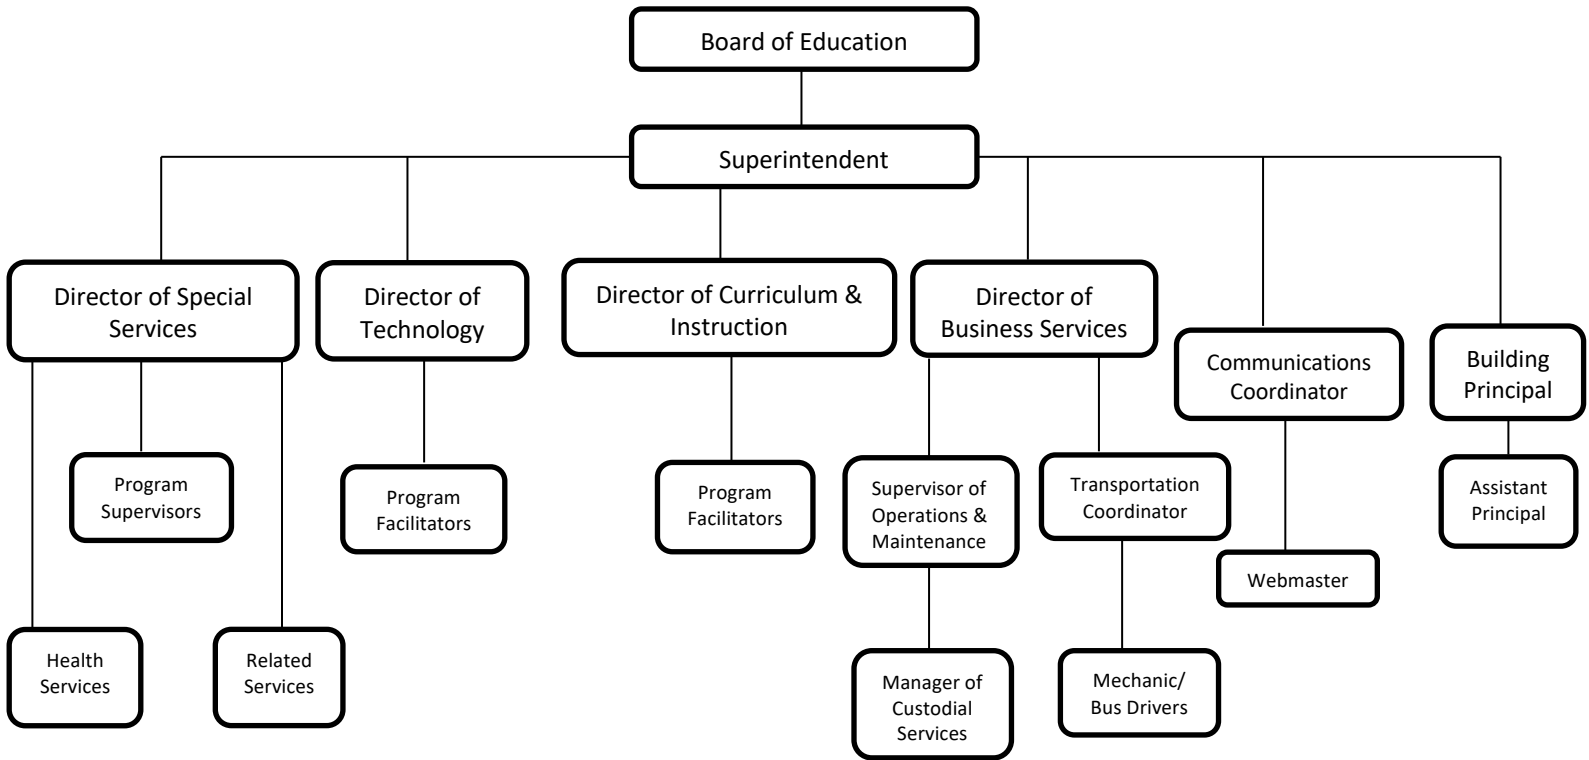 Board of Education
Superintendent
Director of Special
Services
Director of
Technology
Director of Curriculum &
Instruction
Director of
Business Services
Communications
Coordinator
Building
Principal
Program
Supervisors
Program
Facilitators
Program
Facilitators
Supervisor of
Operations &
Maintenance
Transportation
Coordinator
Assistant
Principal
Webmaster
Health
Services
Related
Services
Manager of
Custodial
Services
Mechanic/
Bus Drivers